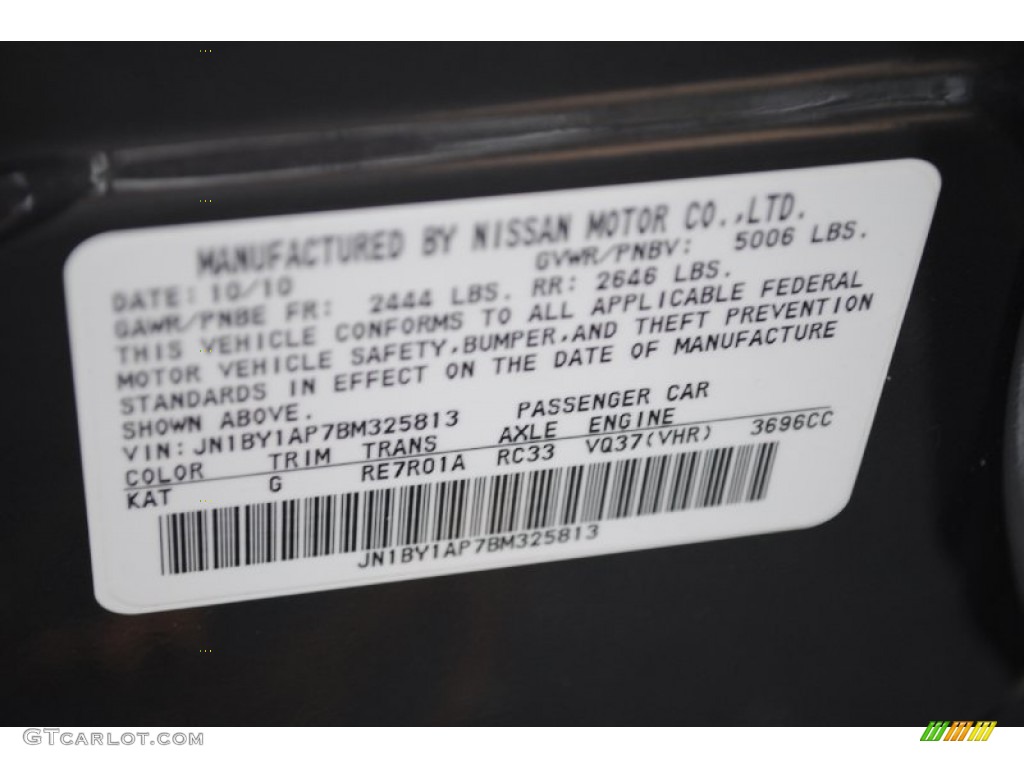 MANUFACTURED BY NISSAN MOTOR CO.,LTD.
DATE: 10/10 GVWR/PNBV: 5006 LBS.
GAWR/PNBE FR: 2444 LBS. RR: 2646 LBS.
THIS VEHICLE CONFORMS TO ALL APPLICABLE FEDERAL
MOTOR VEHICLE SAFETY,BUMPER,AND THEFT PREVENTION
STANDARDS IN EFFECT ON THE DATE OF MANUFACTURE
SHOWN ABOVE.
VIN: JN1BY1AP7BM325813 PASSENGER CAR
COLOR TRIM TRANS AXLE ENGINE
KAT G RE7R01A RC33 VQ37(VHR) 3696CC
JN1BY1AP7BM325813
GTCARLOT.COM